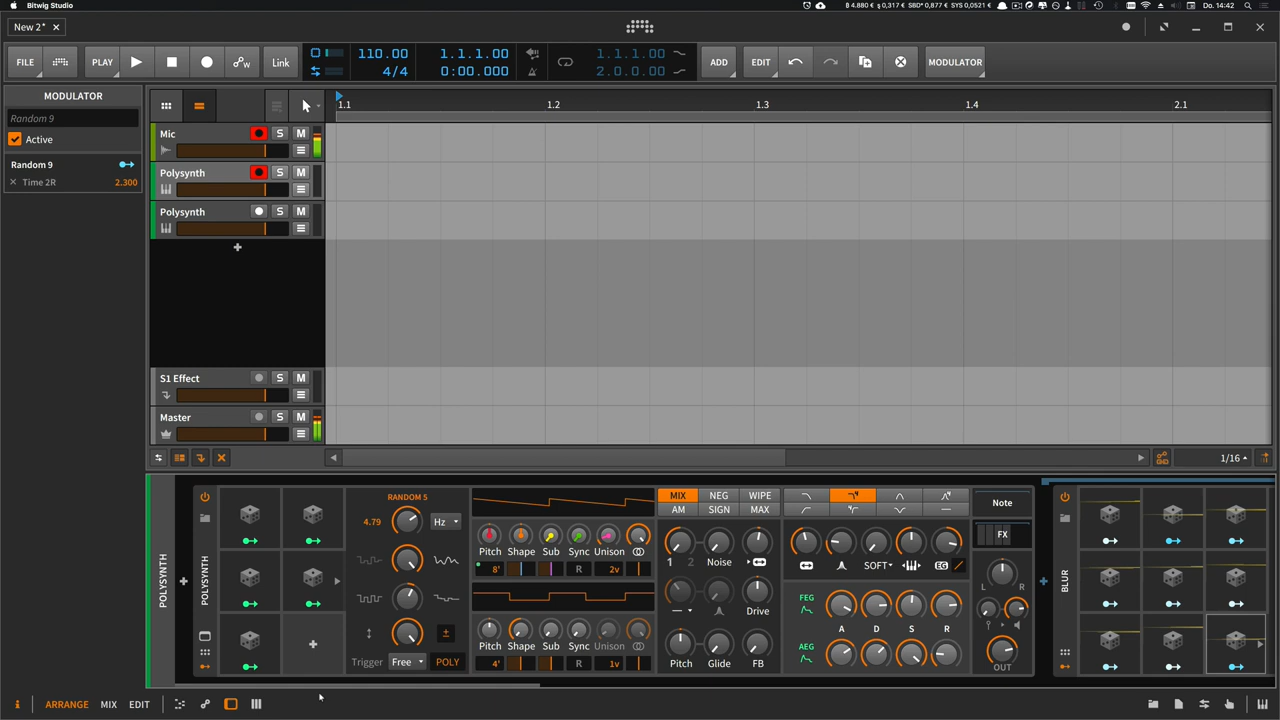 Bitwig Studio
฿ 4.880 € ŝ 0,317 € SBD* 0,877 € SYS 0,0521 €
Do. 14:42
New 2*
FILE
PLAY
Link
110.00
4/4
1.1.1.00
0:00.000
1.1.1.00
2.0.0.00
ADD
EDIT
MODULATOR
MODULATOR
Random 9
Active
Random 9
Time 2R 2.300
1.1
1.2
1.3
1.4
2.1
Mic
S
M
Polysynth
S
M
Polysynth
S
M
S1 Effect
S
M
Master
S
M
1/16
POLYSYNTH
POLYSYNTH
RANDOM 5
4.79
Hz
Trigger
Free
POLY
Pitch Shape Sub Sync Unison
8'
R
2v
Pitch Shape Sub Sync Unison
4'
R
1v
MIX NEG WIPE
AM SIGN MAX
1 2
Noise
Drive
Pitch Glide FB
SOFT
EG
FEG
A D S R
AEG
Note
FX
L R
OUT
BLUR
i ARRANGE MIX EDIT